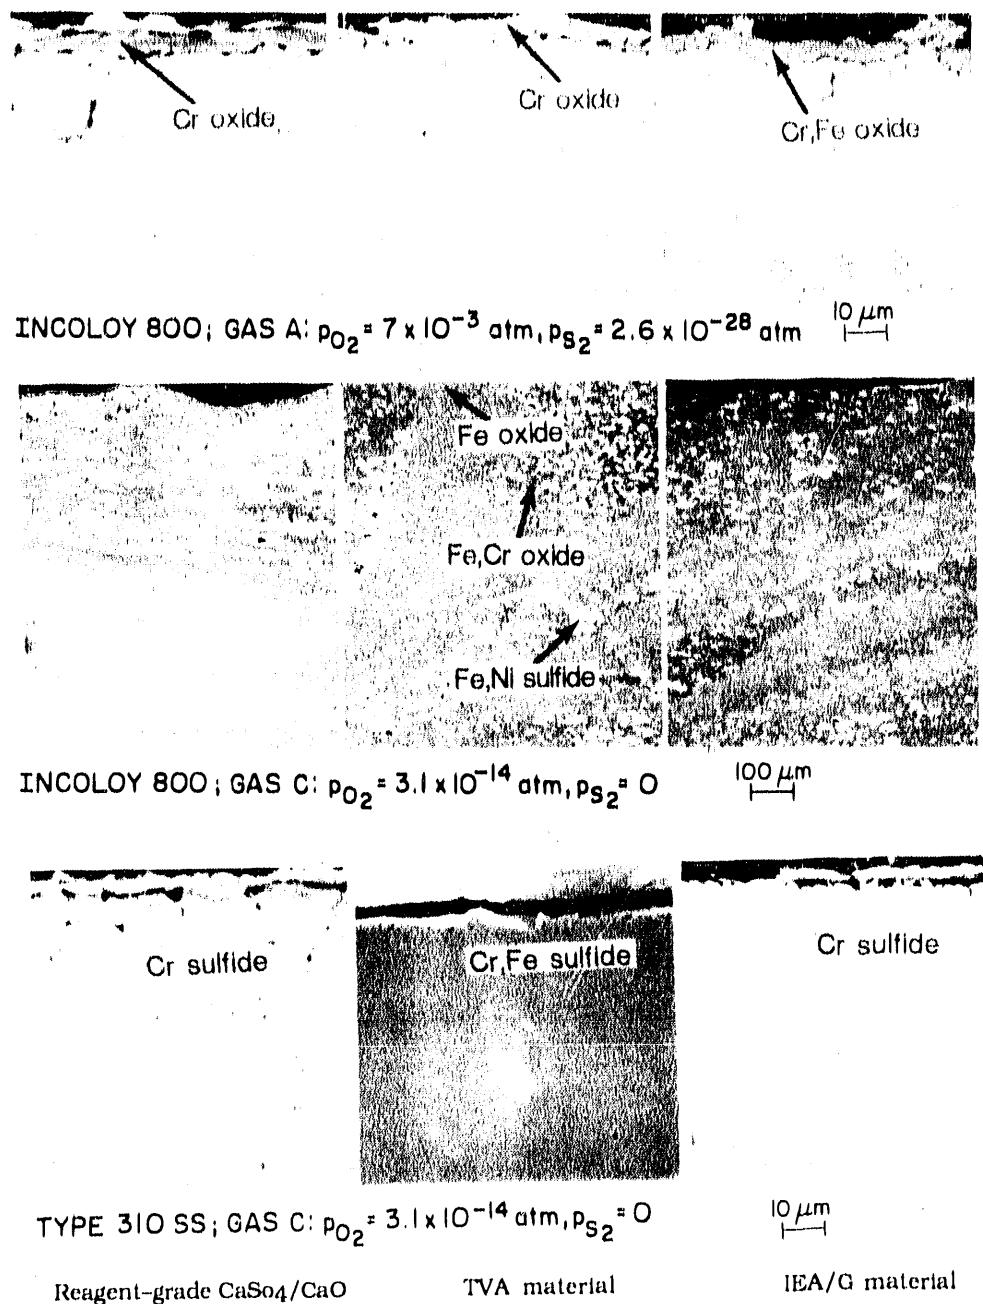 Cr oxide
Cr oxide
Cr,Fe oxide
INCOLOY 800; GAS A: pO₂ = 7 x 10⁻³ atm, pS₂ = 2.6 x 10⁻²⁸ atm
10 μm
Fe oxide
Fe,Cr oxide
Fe,Ni sulfide
INCOLOY 800; GAS C: pO₂ = 3.1 x 10⁻¹⁴ atm, pS₂ = 0
100 μm
Cr sulfide
Cr,Fe sulfide
Cr sulfide
TYPE 310 SS; GAS C: pO₂ = 3.1 x 10⁻¹⁴ atm, pS₂ = 0
10 μm
Reagent-grade CaSo4/CaO
TVA material
IEA/G material